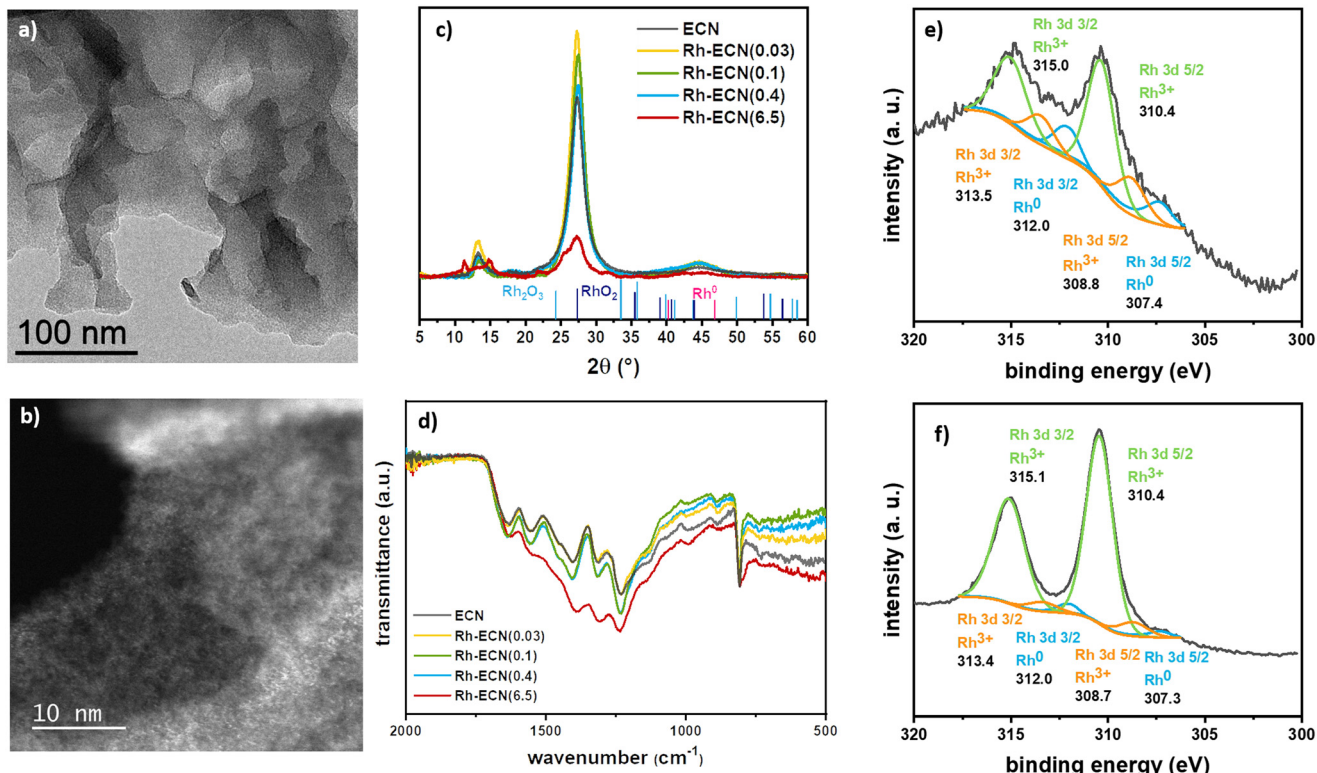 a)
100 nm
b)
10 nm
c)
ECN
Rh-ECN(0.03)
Rh-ECN(0.1)
Rh-ECN(0.4)
Rh-ECN(6.5)
Rh2O3
RhO2
Rh0
5 10 15 20 25 30 35 40 45 50 55 60
2θ (°)
d)
transmittance (a.u.)
ECN
Rh-ECN(0.03)
Rh-ECN(0.1)
Rh-ECN(0.4)
Rh-ECN(6.5)
2000 1500 1000 500
wavenumber (cm-1)
e)
intensity (a. u.)
Rh 3d 3/2
Rh3+
315.0
Rh 3d 5/2
Rh3+
310.4
Rh 3d 3/2
Rh3+
313.5
Rh 3d 3/2
Rh0
312.0
Rh 3d 5/2
Rh3+
308.8
Rh 3d 5/2
Rh0
307.4
320 315 310 305 300
binding energy (eV)
f)
intensity (a. u.)
Rh 3d 3/2
Rh3+
315.1
Rh 3d 5/2
Rh3+
310.4
Rh 3d 3/2
Rh3+
313.4
Rh 3d 3/2
Rh0
312.0
Rh 3d 5/2
Rh3+
308.7
Rh 3d 5/2
Rh0
307.3
320 315 310 305 300
binding energy (eV)